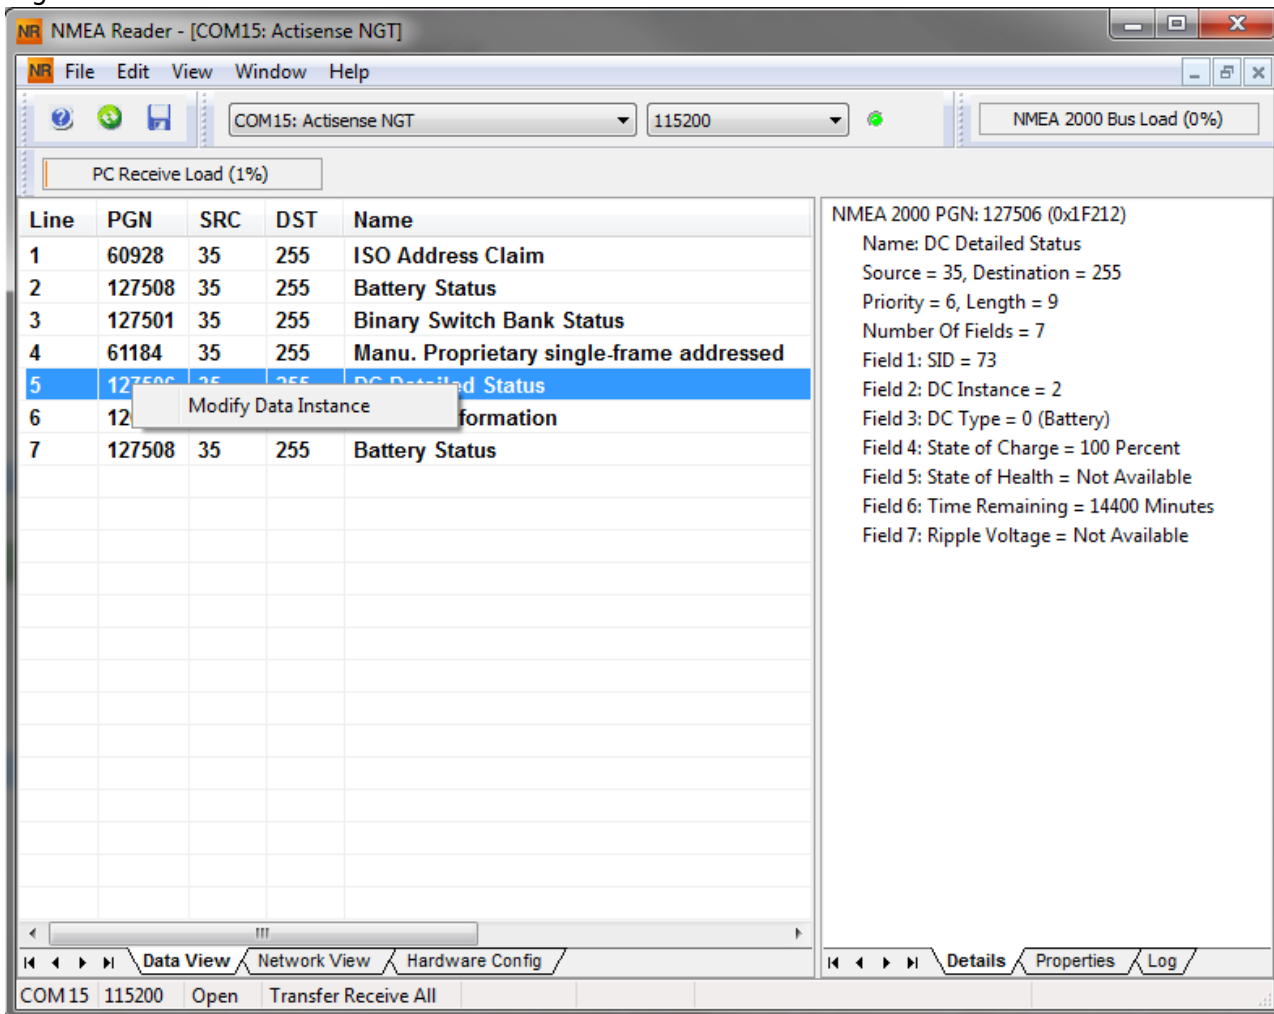 NR NMEA Reader - [COM15: Actisense NGT]
NR File Edit View Window Help
COM15: Actisense NGT 115200 NMEA 2000 Bus Load (0%)
PC Receive Load (1%)
Line PGN SRC DST Name
1 60928 35 255 ISO Address Claim
2 127508 35 255 Battery Status
3 127501 35 255 Binary Switch Bank Status
4 61184 35 255 Manu. Proprietary single-frame addressed
5 127506 35 255 DC Detailed Status
Modify Data Instance
6 12 formation
7 127508 35 255 Battery Status
NMEA 2000 PGN: 127506 (0x1F212)
Name: DC Detailed Status
Source = 35, Destination = 255
Priority = 6, Length = 9
Number Of Fields = 7
Field 1: SID = 73
Field 2: DC Instance = 2
Field 3: DC Type = 0 (Battery)
Field 4: State of Charge = 100 Percent
Field 5: State of Health = Not Available
Field 6: Time Remaining = 14400 Minutes
Field 7: Ripple Voltage = Not Available
Data View Network View Hardware Config
Details Properties Log
COM 15 115200 Open Transfer Receive All